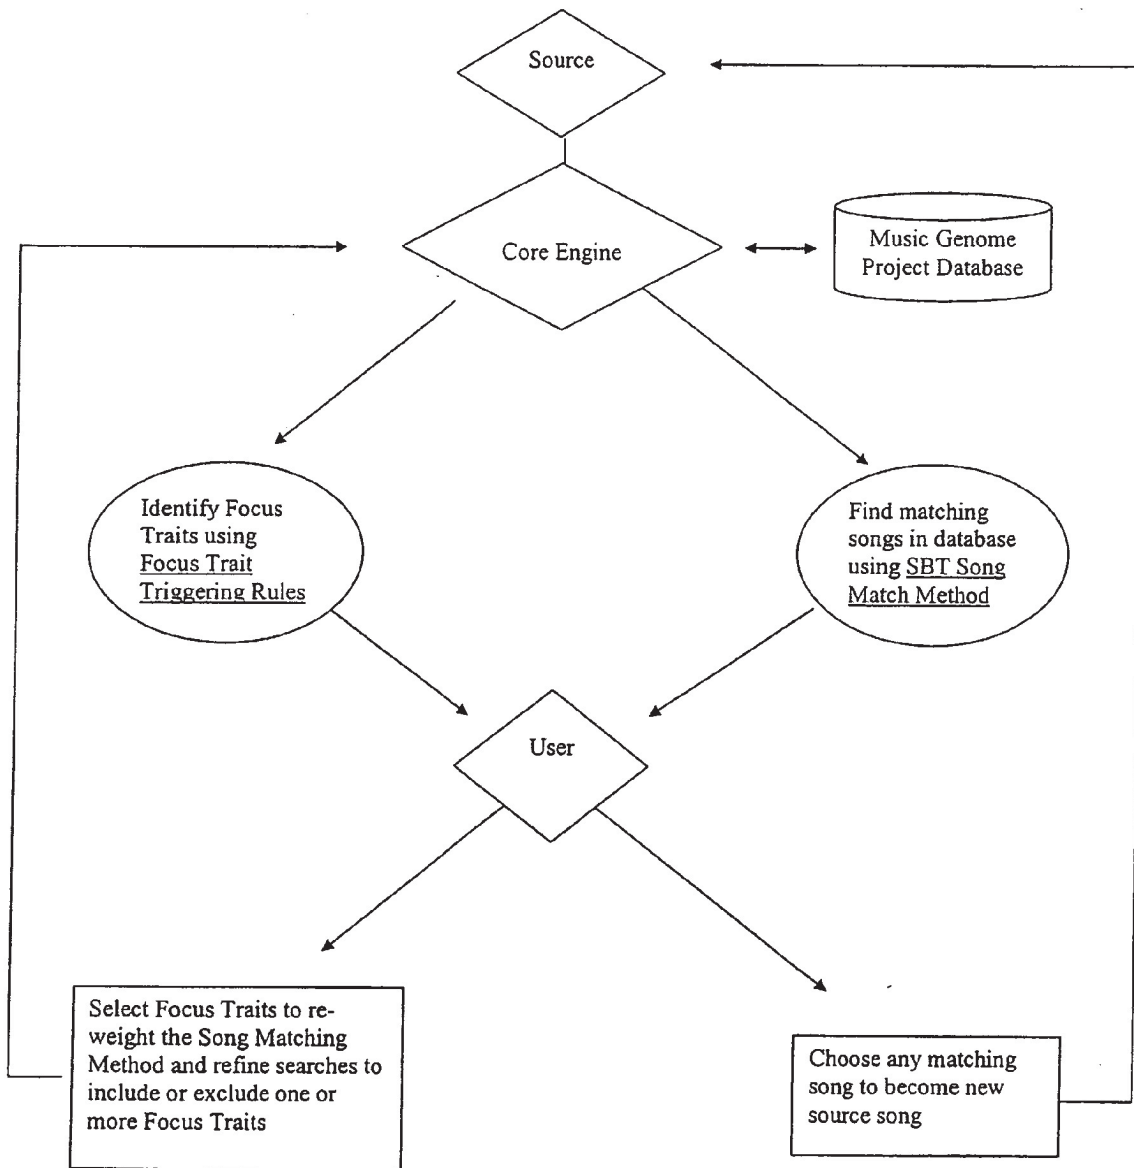 Source
Core Engine
Music Genome
Project Database
Identify Focus
Traits using
Focus Trait
Triggering Rules
Find matching
songs in database
using SBT Song
Match Method
User
Select Focus Traits to re-
weight the Song Matching
Method and refine searches to
include or exclude one or
more Focus Traits
Choose any matching
song to become new
source song